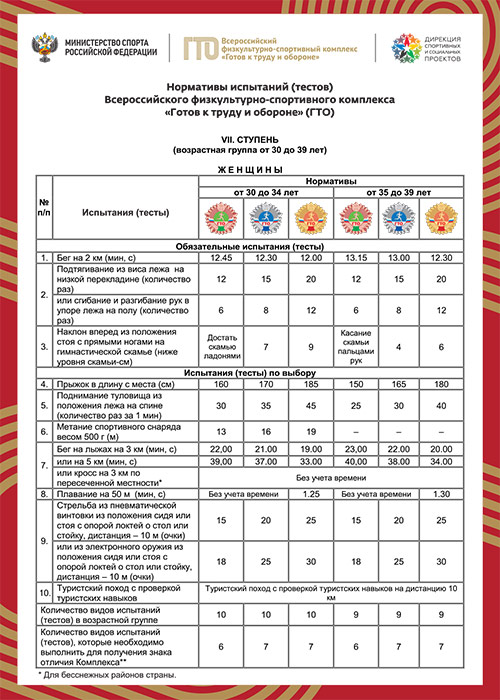 МИНИСТЕРСТВО СПОРТА
РОССИЙСКОЙ ФЕДЕРАЦИИ
ГТО
Всероссийский
физкультурно-спортивный комплекс
«Готов к труду и обороне»
ДИРЕКЦИЯ
СПОРТИВНЫХ
И СОЦИАЛЬНЫХ
ПРОЕКТОВ
Нормативы испытаний (тестов)
Всероссийского физкультурно-спортивного комплекса
«Готов к труду и обороне» (ГТО)
VII. СТУПЕНЬ
(возрастная группа от 30 до 39 лет)
ЖЕНЩИНЫ
№ п/п Испытания (тесты) Нормативы
от 30 до 34 лет от 35 до 39 лет
ГТО ГТО ГТО ГТО ГТО ГТО
Обязательные испытания (тесты)
1. Бег на 2 км (мин, с) 12.45 12.30 12.00 13.15 13.00 12.30
2. Подтягивание из виса лежа на
низкой перекладине (количество
раз) 12 15 20 12 15 20
или сгибание и разгибание рук в
упоре лежа на полу (количество
раз) 6 8 12 6 8 12
3. Наклон вперед из положения
стоя с прямыми ногами на
гимнастической скамье (ниже
уровня скамьи-см) Достать скамью ладонями 7 9 Касание скамьи пальцами рук 4 6
Испытания (тесты) по выбору
4. Прыжок в длину с места (см) 160 170 185 150 165 180
5. Поднимание туловища из
положения лежа на спине
(количество раз за 1 мин) 30 35 45 25 30 40
6. Метание спортивного снаряда
весом 500 г (м) 13 16 19 – – –
7. Бег на лыжах на 3 км (мин, с) 22,00 21.00 19.00 23,00 22.00 20.00
или на 5 км (мин, с) 39,00 37.00 33.00 40,00 38.00 34.00
или кросс на 3 км по
пересеченной местности* Без учета времени
8. Плавание на 50 м (мин, с) Без учета времени 1.25 Без учета времени 1.30
9. Стрельба из пневматической
винтовки из положения сидя или
стоя с опорой локтей о стол или
стойку, дистанция – 10 м (очки) 15 20 25 15 20 25
или из электронного оружия из
положения сидя или стоя с
опорой локтей о стол или стойку,
дистанция – 10 м (очки) 18 25 30 18 25 30
10. Туристский поход с проверкой
туристских навыков Туристский поход с проверкой туристских навыков на дистанцию 10
км
Количество видов испытаний
(тестов) в возрастной группе 10 10 10 9 9 9
Количество видов испытаний
(тестов), которые необходимо
выполнить для получения знака
отличия Комплекса** 6 7 7 6 7 7
* Для бесснежных районов страны.